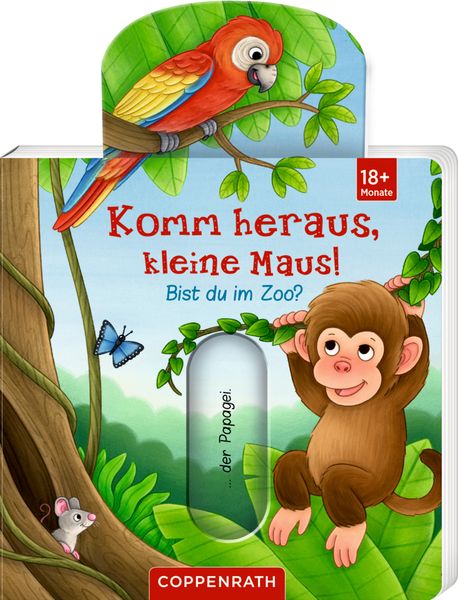 18+
Monate
Komm heraus,
kleine Maus!
Bist du im Zoo?
... der Papagei.
COPPENRATH